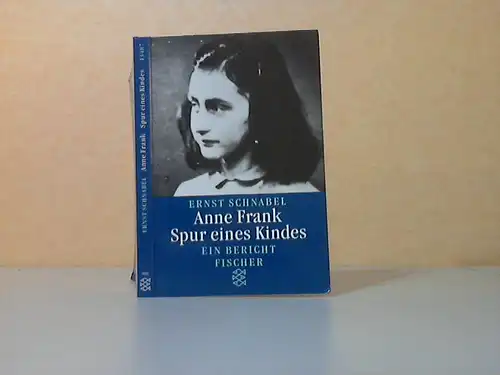 ERNST SCHNABEL Anne Frank Spur eines Kindes
ERNST SCHNABEL
Anne Frank
Spur eines Kindes
EIN BERICHT
FISCHER